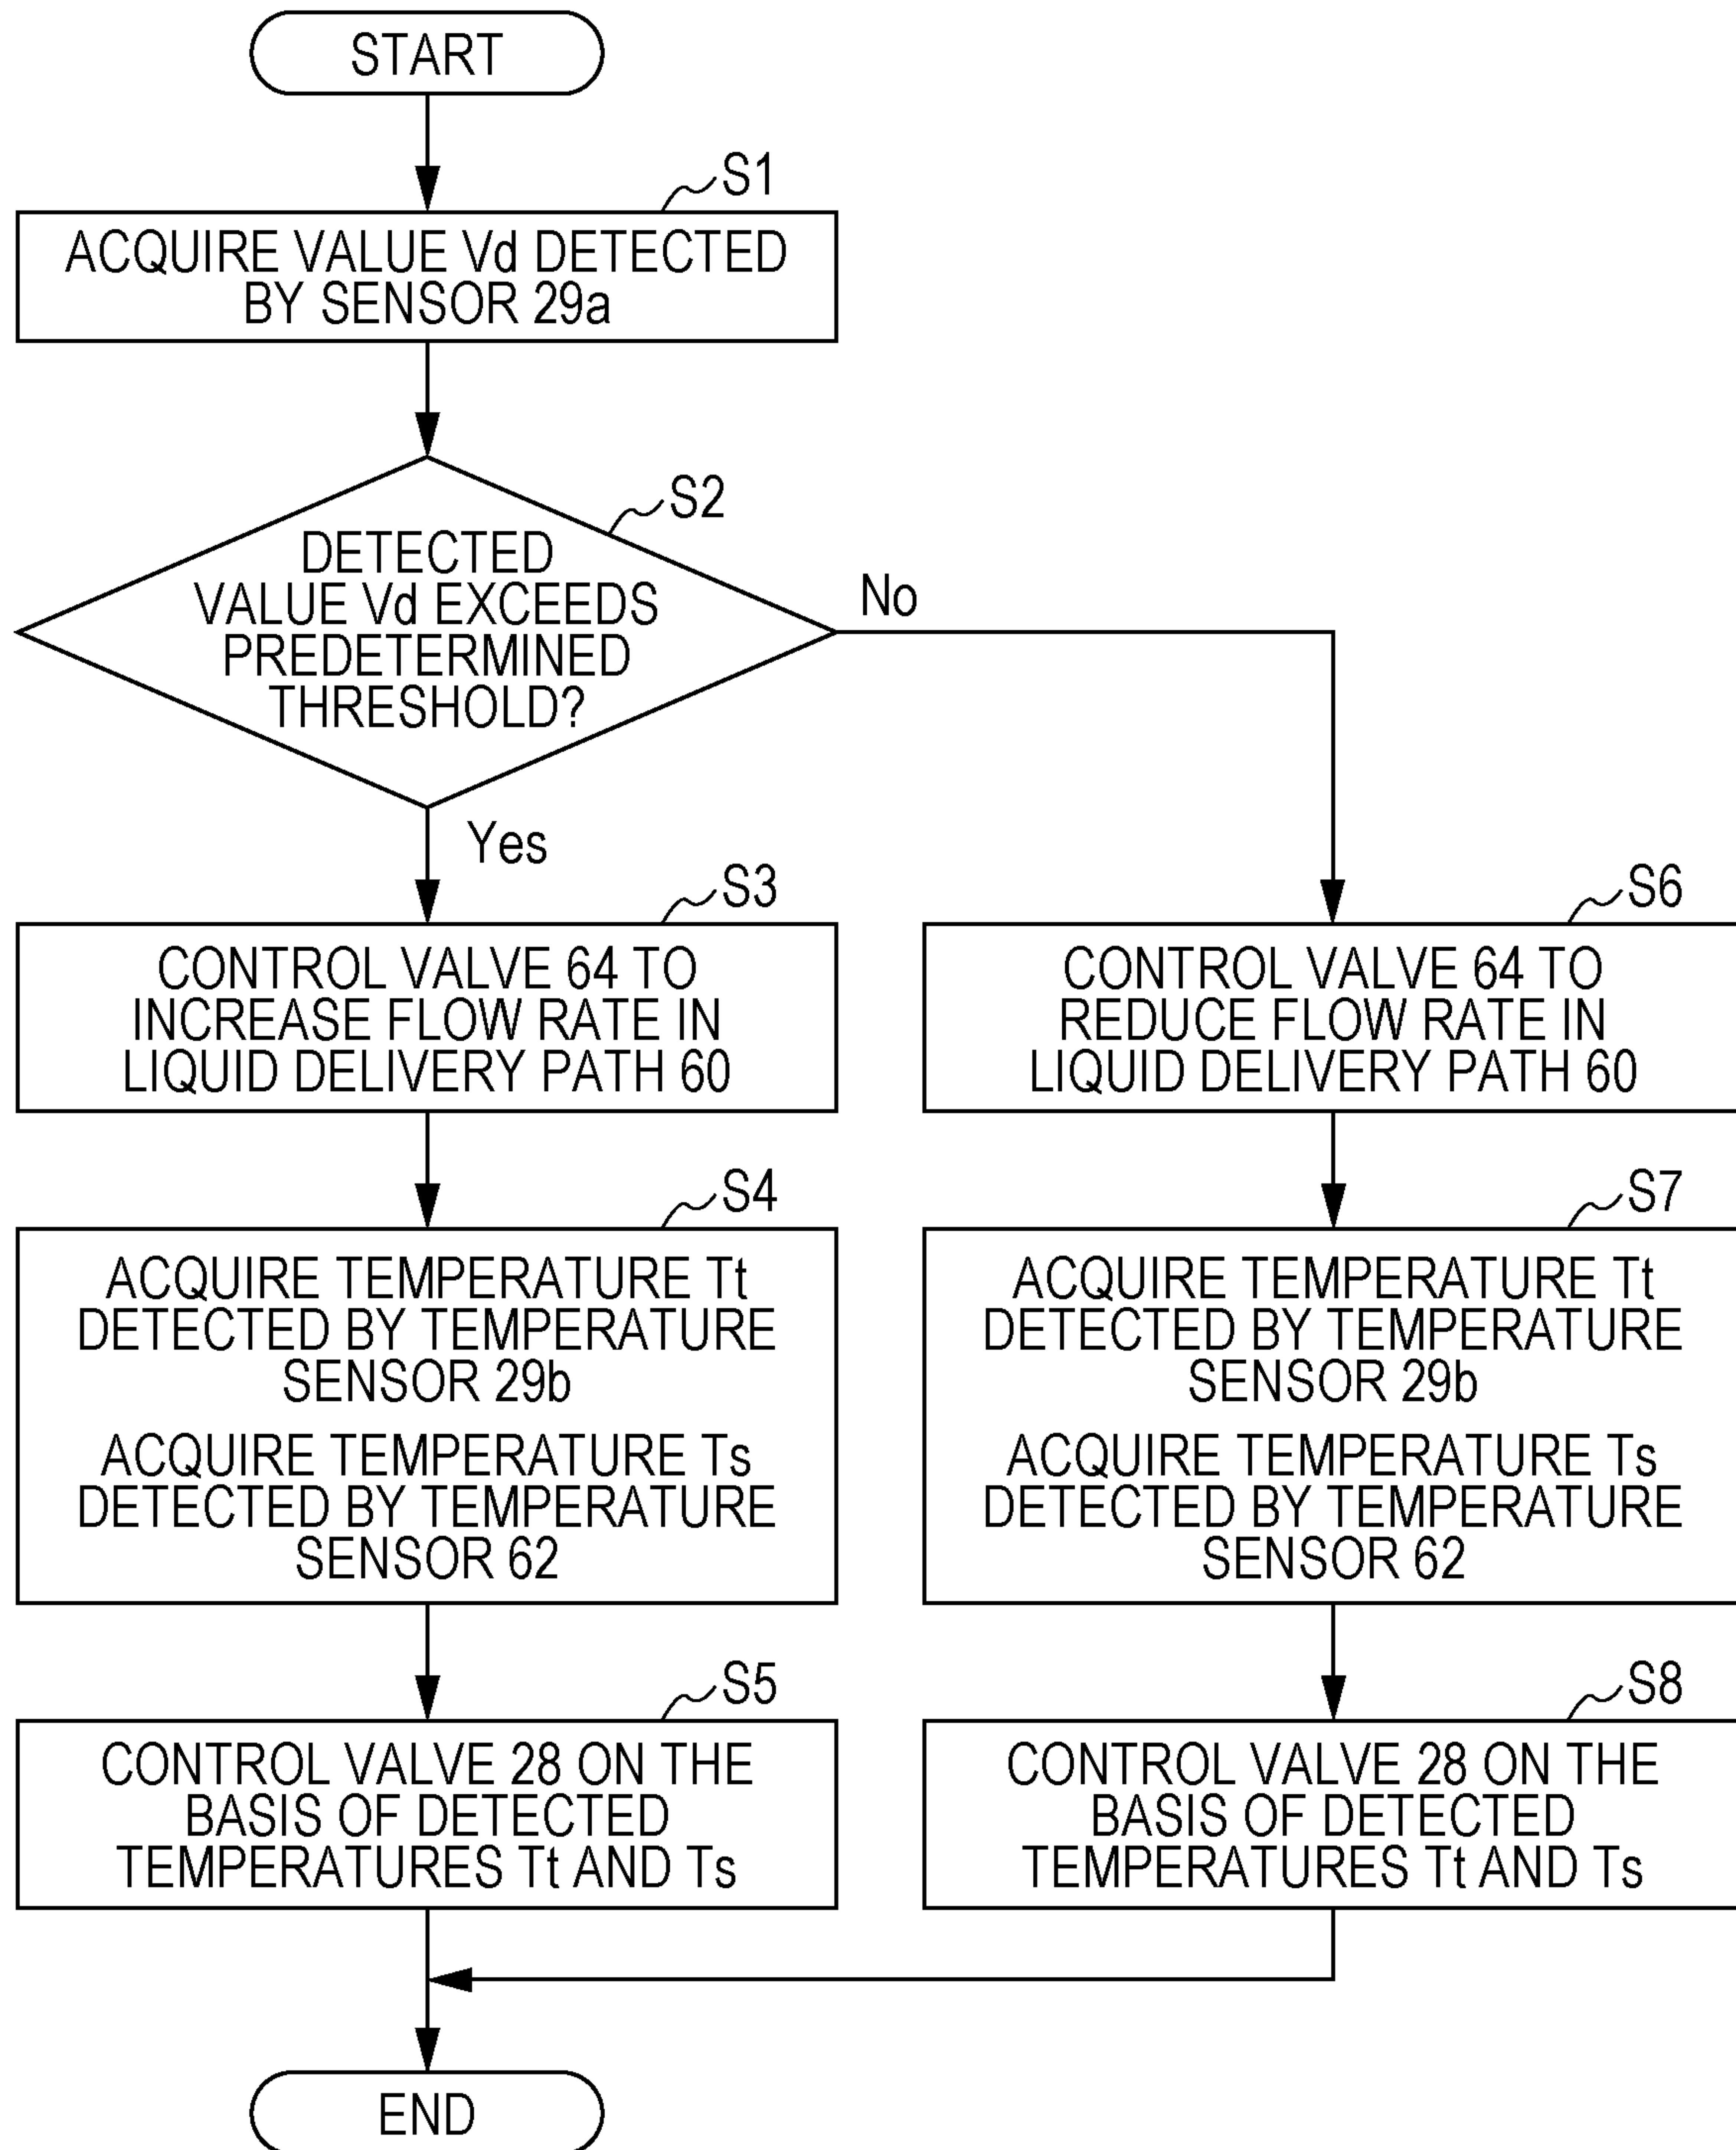 START
S1
ACQUIRE VALUE Vd DETECTED
BY SENSOR 29a
S2
DETECTED
VALUE Vd EXCEEDS
PREDETERMINED
THRESHOLD?
No
Yes
S3
CONTROL VALVE 64 TO
INCREASE FLOW RATE IN
LIQUID DELIVERY PATH 60
S6
CONTROL VALVE 64 TO
REDUCE FLOW RATE IN
LIQUID DELIVERY PATH 60
S4
ACQUIRE TEMPERATURE Tt
DETECTED BY TEMPERATURE
SENSOR 29b
ACQUIRE TEMPERATURE Ts
DETECTED BY TEMPERATURE
SENSOR 62
S7
ACQUIRE TEMPERATURE Tt
DETECTED BY TEMPERATURE
SENSOR 29b
ACQUIRE TEMPERATURE Ts
DETECTED BY TEMPERATURE
SENSOR 62
S5
CONTROL VALVE 28 ON THE
BASIS OF DETECTED
TEMPERATURES Tt AND Ts
S8
CONTROL VALVE 28 ON THE
BASIS OF DETECTED
TEMPERATURES Tt AND Ts
END